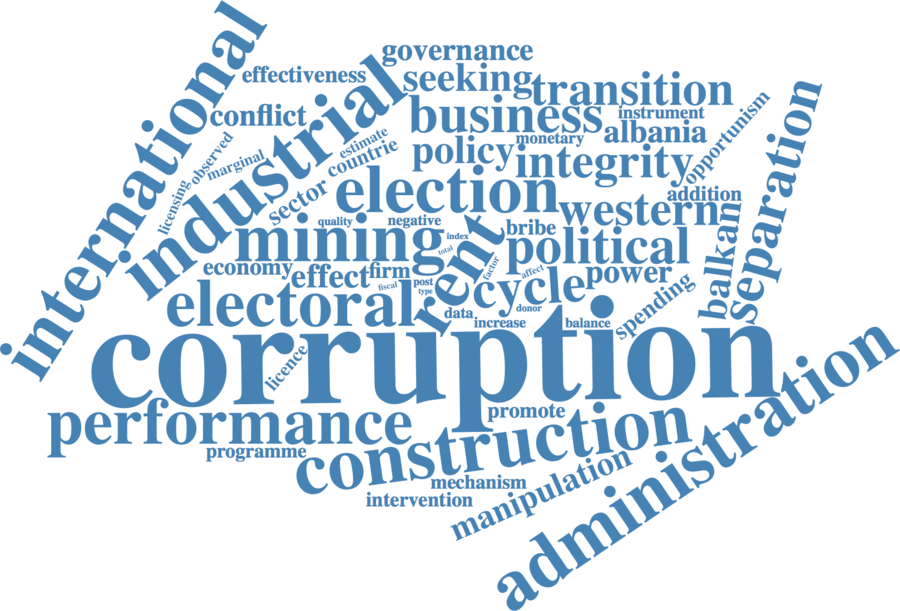 international
governance
effectiveness
seeking
transition
conflict
industrial
business
instrument
opportunism
monetary
albania
observed
estimate
marginal
countrie
policy
integrity
separation
licensing
sector
election
addition
western
quality
negative
bribe
balkan
mining
index
rent
political
total
economy
effect
firm
factor
affect
power
fiscal
post
type
cycle
spending
electoral
data
donor
increase
balance
corruption
licence
performance
promote
construction
administration
programme
mechanism
manipulation
intervention